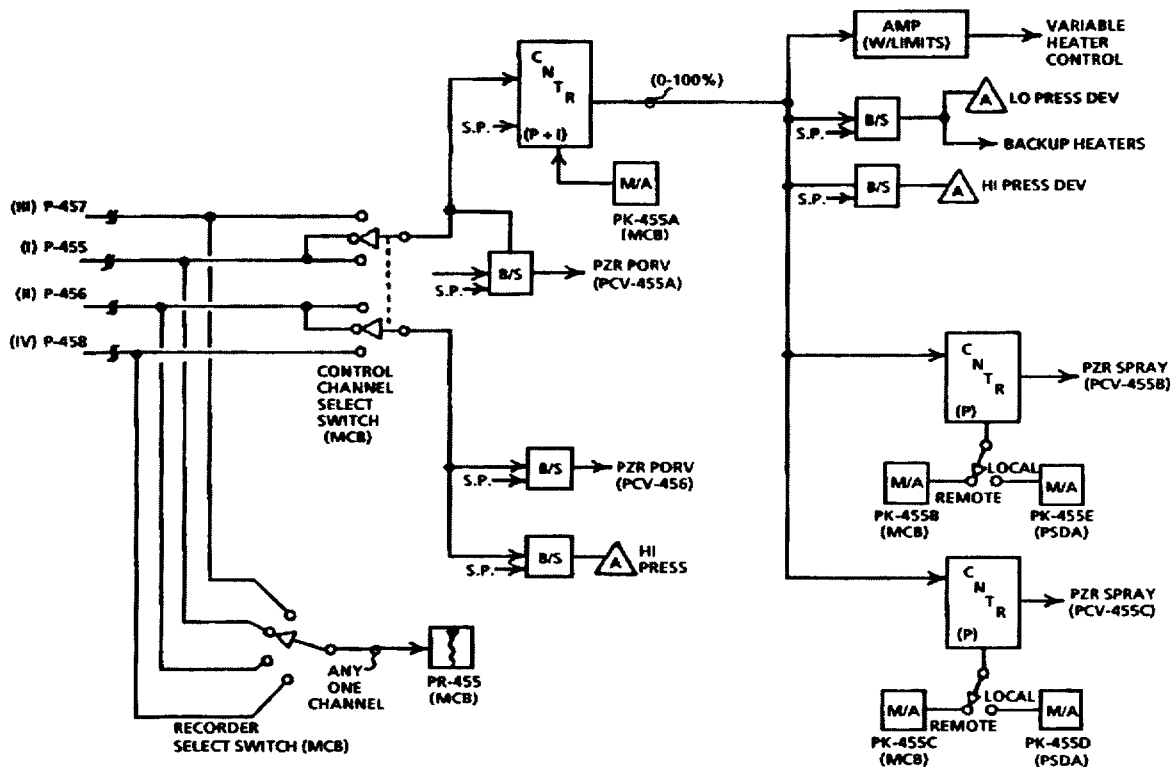 AMP
(W/LIMITS)
VARIABLE
HEATER
CONTROL
C
N
T
R
(P + I)
(0-100%)
S.P.
A
LO PRESS DEV
B/S
S.P.
BACKUP HEATERS
M/A
PK-455A
(MCB)
B/S
S.P.
A
HI PRESS DEV
(III) P-457
(I) P-455
(II) P-456
(IV) P-458
B/S
S.P.
PZR PORV
(PCV-455A)
CONTROL
CHANNEL
SELECT
SWITCH
(MCB)
C
N
T
R
(P)
PZR SPRAY
(PCV-455B)
B/S
S.P.
PZR PORV
(PCV-456)
LOCAL
REMOTE
M/A
PK-455B
(MCB)
M/A
PK-455E
(PSDA)
B/S
S.P.
A
HI
PRESS
C
N
T
R
(P)
PZR SPRAY
(PCV-455C)
ANY
ONE
CHANNEL
PR-455
(MCB)
RECORDER
SELECT SWITCH (MCB)
LOCAL
REMOTE
M/A
PK-455C
(MCB)
M/A
PK-455D
(PSDA)